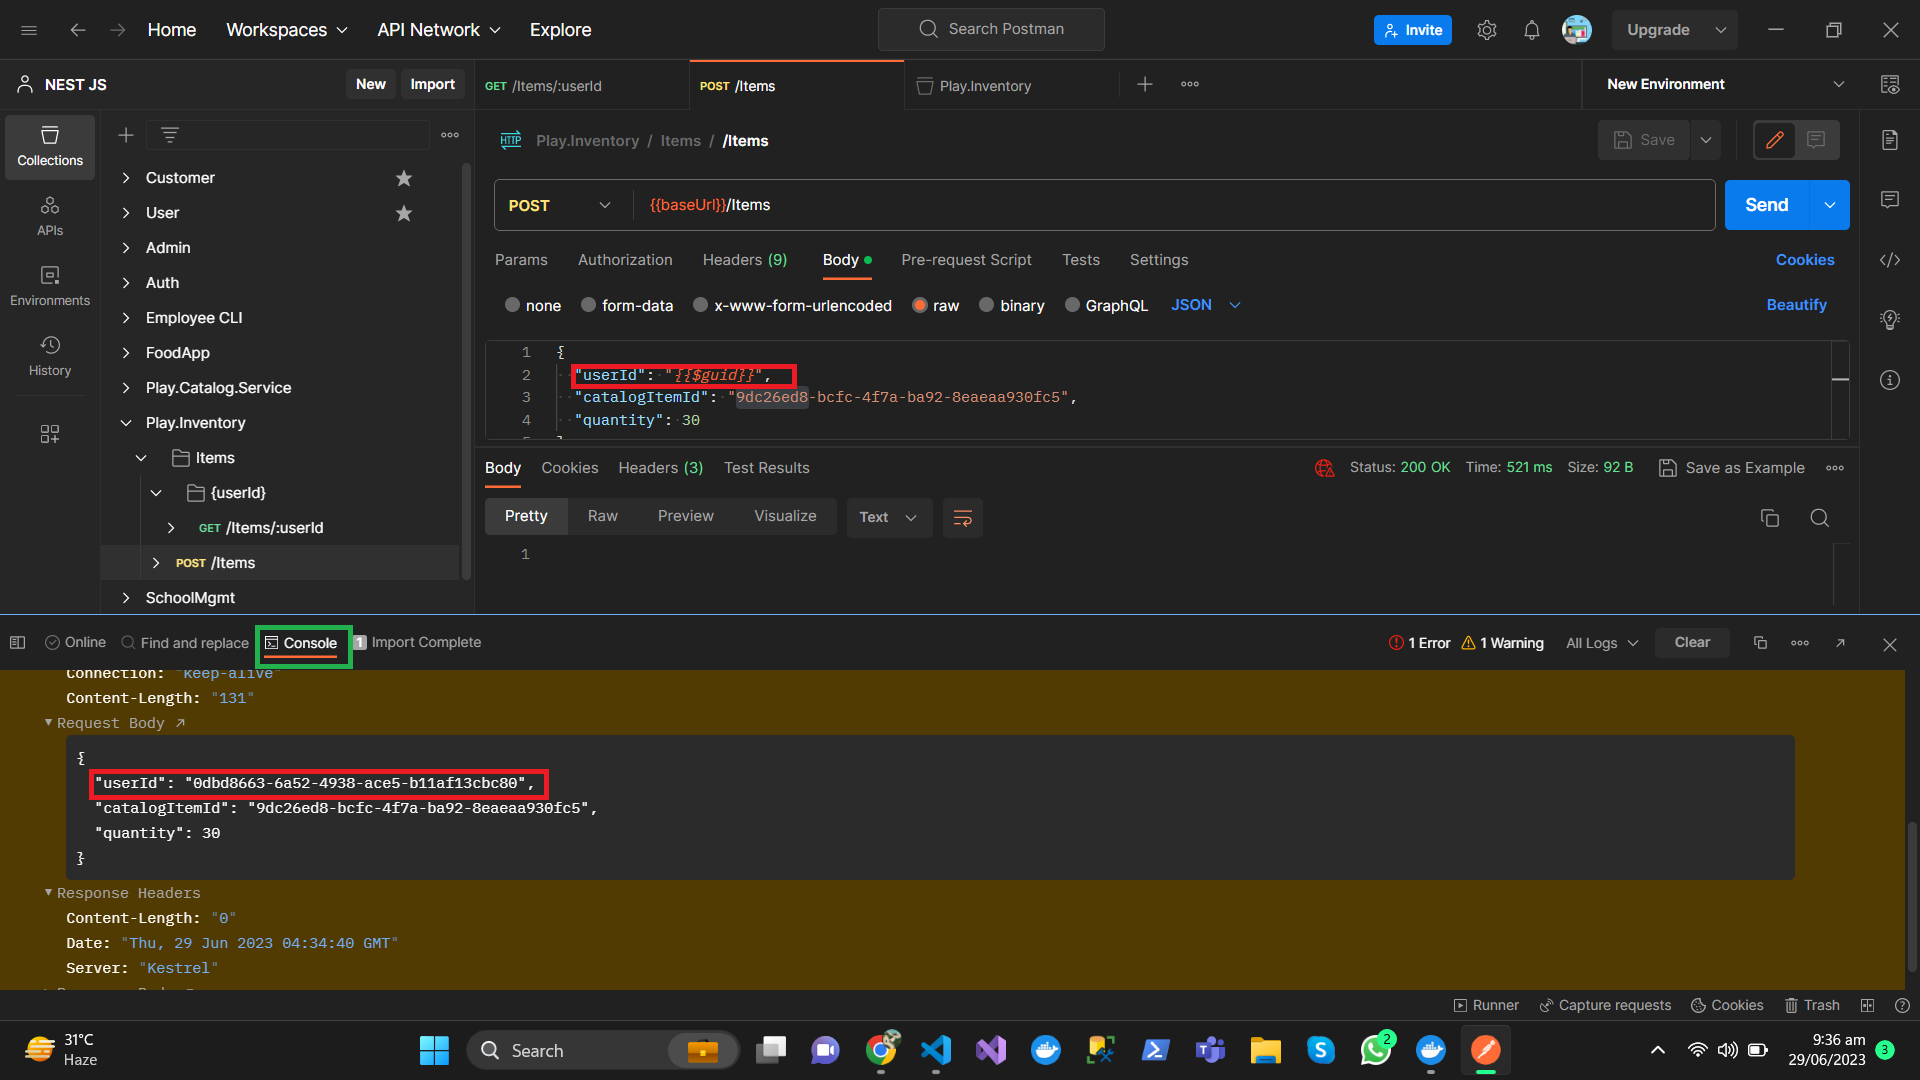 Home Workspaces API Network Explore Search Postman Invite Upgrade
NEST JS New Import GET /Items/:userId POST /Items Play.Inventory New Environment
Play.Inventory / Items / /Items Save
Collections
APIs
Environments
History
Customer
User
Admin
Auth
Employee CLI
FoodApp
Play.Catalog.Service
Play.Inventory
Items
{userId}
GET /Items/:userId
POST /Items
SchoolMgmt
POST {{baseUrl}}/Items Send
Params Authorization Headers (9) Body Pre-request Script Tests Settings Cookies
none form-data x-www-form-urlencoded raw binary GraphQL JSON Beautify
1 {
2 "userId": "{{$guid}}",
3 "catalogItemId": "9dc26ed8-bcfc-4f7a-ba92-8eaeaa930fc5",
4 "quantity": 30
Body Cookies Headers (3) Test Results Status: 200 OK Time: 521 ms Size: 92 B Save as Example
Pretty Raw Preview Visualize Text
1
Online Find and replace Console 1 Import Complete 1 Error 1 Warning All Logs Clear
Connection: "keep-alive"
Content-Length: "131"
Request Body
{
"userId": "0dbd8663-6a52-4938-ace5-b11af13cbc80",
"catalogItemId": "9dc26ed8-bcfc-4f7a-ba92-8eaeaa930fc5",
"quantity": 30
}
Response Headers
Content-Length: "0"
Date: "Thu, 29 Jun 2023 04:34:40 GMT"
Server: "Kestrel"
Runner Capture requests Cookies Trash
31°C
Haze
Search
2
9:36 am
29/06/2023
3